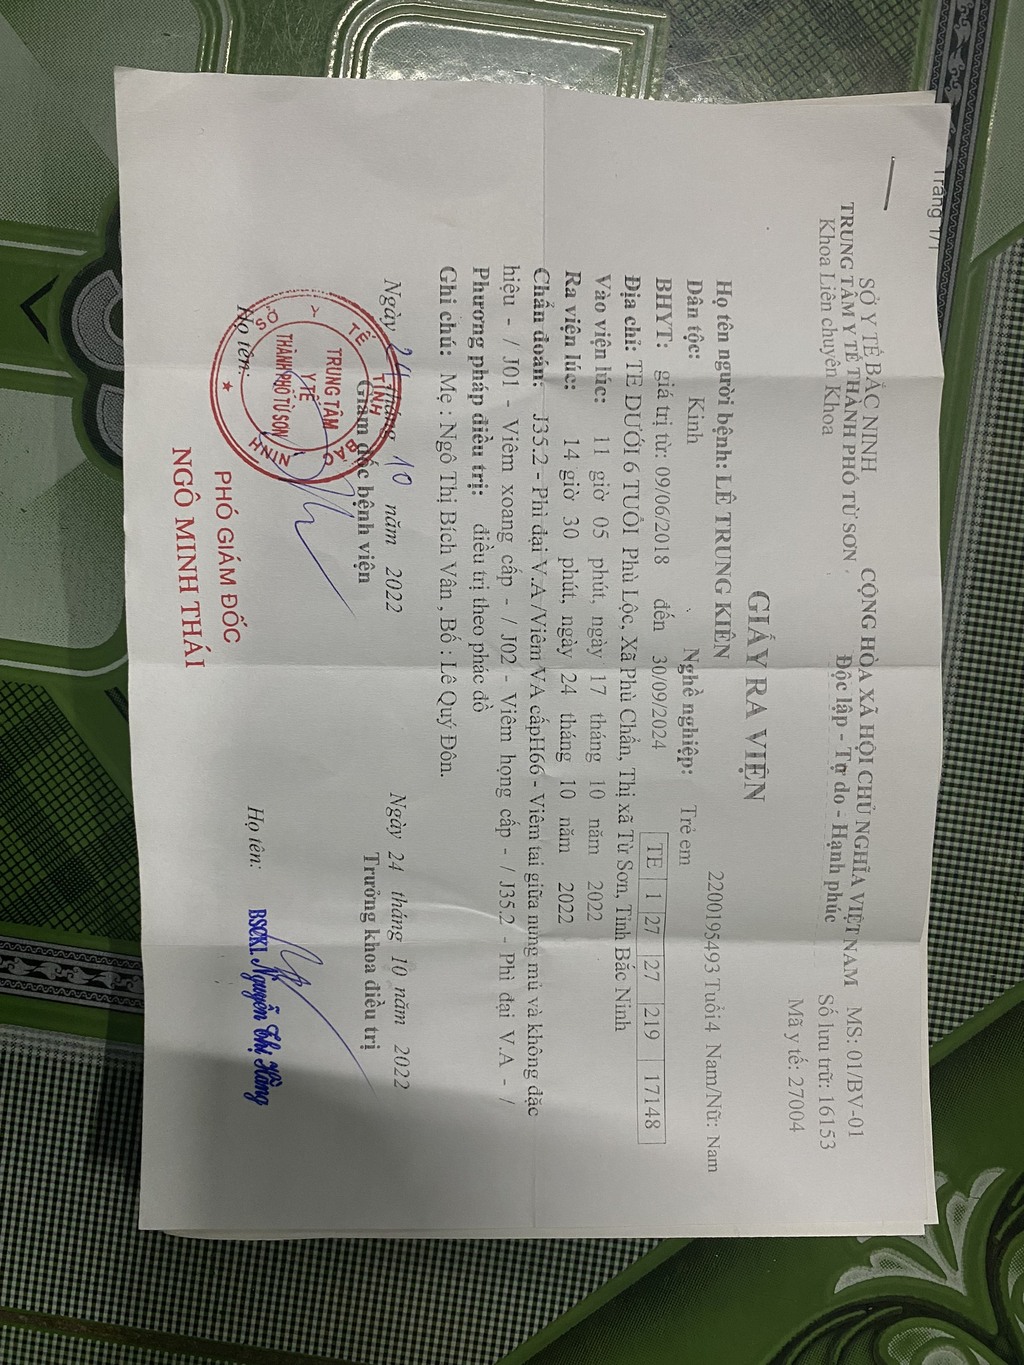 Trang 1/1
SỞ Y TẾ BẮC NINH
TRUNG TÂM Y TẾ THÀNH PHỐ TỪ SƠN
Khoa Liên chuyên Khoa
CỘNG HÒA XÃ HỘI CHỦ NGHĨA VIỆT NAM
Độc lập - Tự do - Hạnh phúc
MS: 01/BV-01
Số lưu trữ: 16153
Mã y tế: 27004
GIẤY RA VIỆN
2200195493 Tuổi 4 Nam/Nữ: Nam
Họ tên người bệnh: LÊ TRUNG KIÊN
Dân tộc: Kinh Nghề nghiệp: Trẻ em
BHYT: giá trị từ: 09/06/2018 đến 30/09/2024 TE 1 27 27 219 17148
Địa chỉ: TE DƯỚI 6 TUỔI Phù Lộc, Xã Phù Chẩn, Thị xã Từ Sơn, Tỉnh Bắc Ninh
Vào viện lúc: 11 giờ 05 phút, ngày 17 tháng 10 năm 2022
Ra viện lúc: 14 giờ 30 phút, ngày 24 tháng 10 năm 2022
Chẩn đoán: J35.2 - Phì đại V.A /Viêm VA cấpH66 - Viêm tai giữa nung mủ và không đặc
hiệu - / J01 - Viêm xoang cấp - / J02 - Viêm họng cấp - / J35.2 - Phì đại V.A - /
Phương pháp điều trị: điều trị theo phác đồ
Ghi chú: Mẹ : Ngô Thị Bích Vân , Bố : Lê Quý Đôn.
Ngày 24 tháng 10 năm 2022
Giám đốc bệnh viện
SỞ Y TẾ TỈNH BẮC NINH
TRUNG TÂM
Y TẾ
THÀNH PHỐ TỪ SƠN
Họ tên:
PHÓ GIÁM ĐỐC
NGÔ MINH THÁI
Ngày 24 tháng 10 năm 2022
Trưởng khoa điều trị
Họ tên: BSCKI. Nguyễn Thị Hằng